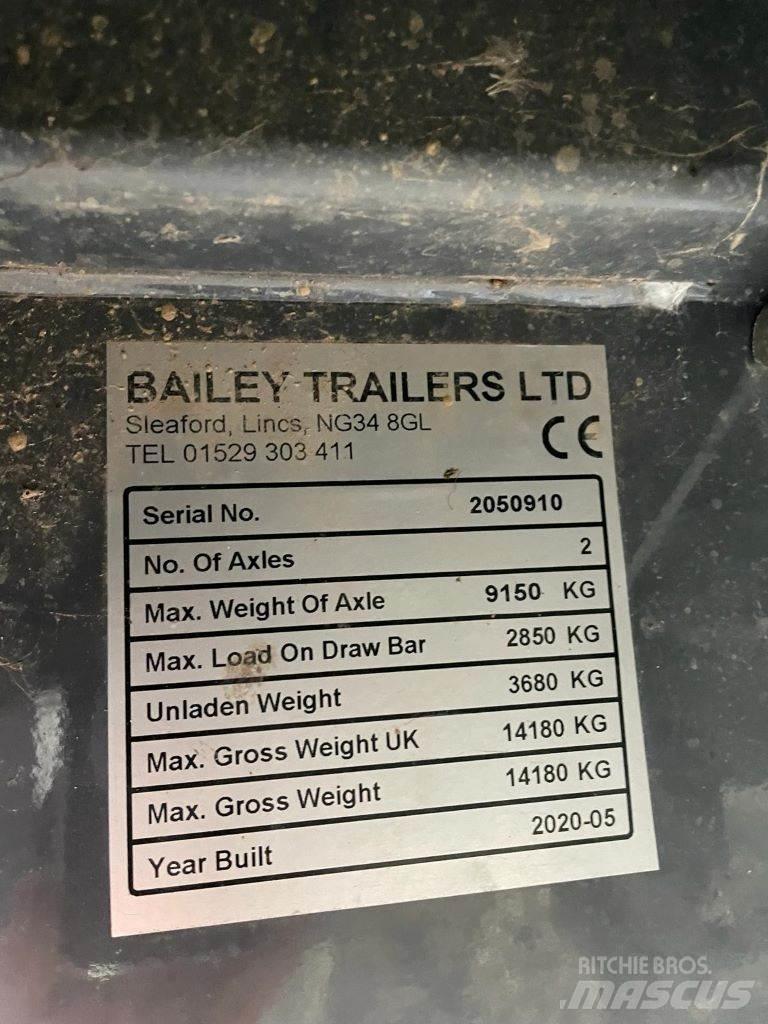 BAILEY TRAILERS LTD
Sleaford, Lincs, NG34 8GL
TEL 01529 303 411
CE
Serial No. 2050910
No. Of Axles 2
Max. Weight Of Axle 9150 KG
Max. Load On Draw Bar 2850 KG
Unladen Weight 3680 KG
Max. Gross Weight UK 14180 KG
Max. Gross Weight 14180 KG
Year Built 2020-05
RITCHIE BROS.
MASCUS